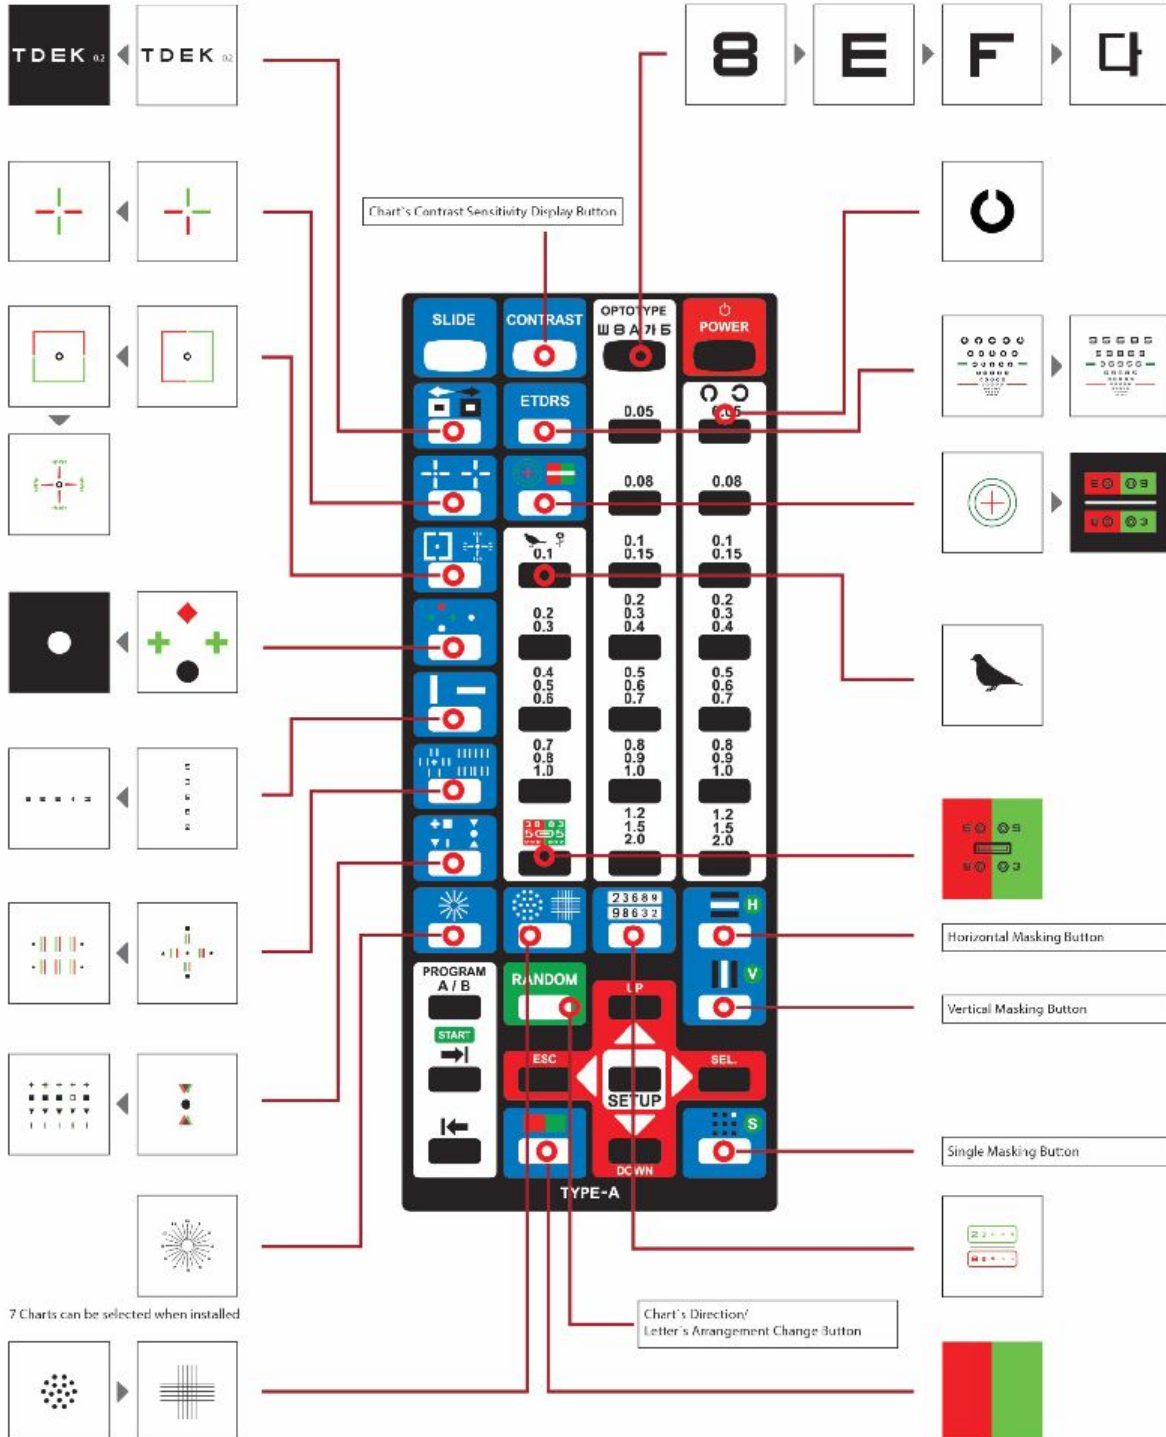 TDEK 0.2
TDEK 0.2
8
E
F
다
Chart`s Contrast Sensitivity Display Button
SLIDE
CONTRAST
OPTOTYPE
Ш 8 A 가 Б
POWER
ETDRS
0.05
0.05
0.08
0.08
0.1
0.1
0.15
0.1
0.15
0.2
0.3
0.2
0.3
0.4
0.2
0.3
0.4
0.4
0.5
0.6
0.5
0.6
0.7
0.5
0.6
0.7
0.7
0.8
1.0
0.8
0.9
1.0
0.8
0.9
1.0
1.2
1.5
2.0
1.2
1.5
2.0
23689
98632
H
V
Horizontal Masking Button
Vertical Masking Button
PROGRAM
A / B
RANDOM
UP
START
ESC
SEL.
SETUP
S
DOWN
Single Masking Button
TYPE-A
7 Charts can be selected when installed
Chart`s Direction/
Letter`s Arrangement Change Button